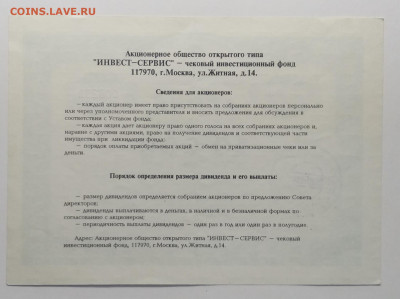 COINS.LAVE.RU
Акционерное общество открытого типа
"ИНВЕСТ-СЕРВИС" - чековый инвестиционный фонд
117970, г.Москва, ул.Житная, д.14.
Сведения для акционеров:
- каждый акционер имеет право присутствовать на собраниях акционеров персонально
или через уполномоченного представителя и вносить предложения для обсуждения в
соответствии с Уставом фонда;
- каждая акция дает акционеру право одного голоса на всех собраниях акционеров и,
наравне с другими акциями, право на получение дивидендов и соответствующей части
имущества при ликвидации фонда;
- порядок оплаты приобретаемых акций - обмен на приватизационные чеки или за
деньги.
Порядок определения размера дивиденда и его выплаты:
- размер дивидендов определяется собранием акционеров по предложению Совета
директоров;
- дивиденды выплачиваются в деньгах, в наличной и в безналичной формах по
согласованию с акционером;
- периодичность выплаты дивидендов - один раз в год или один раз в полугодие.
Адрес: Акционерное общество открытого типа "ИНВЕСТ-СЕРВИС" - чековый
инвестиционный фонд, 117970, г.Москва, ул.Житная, д.14.